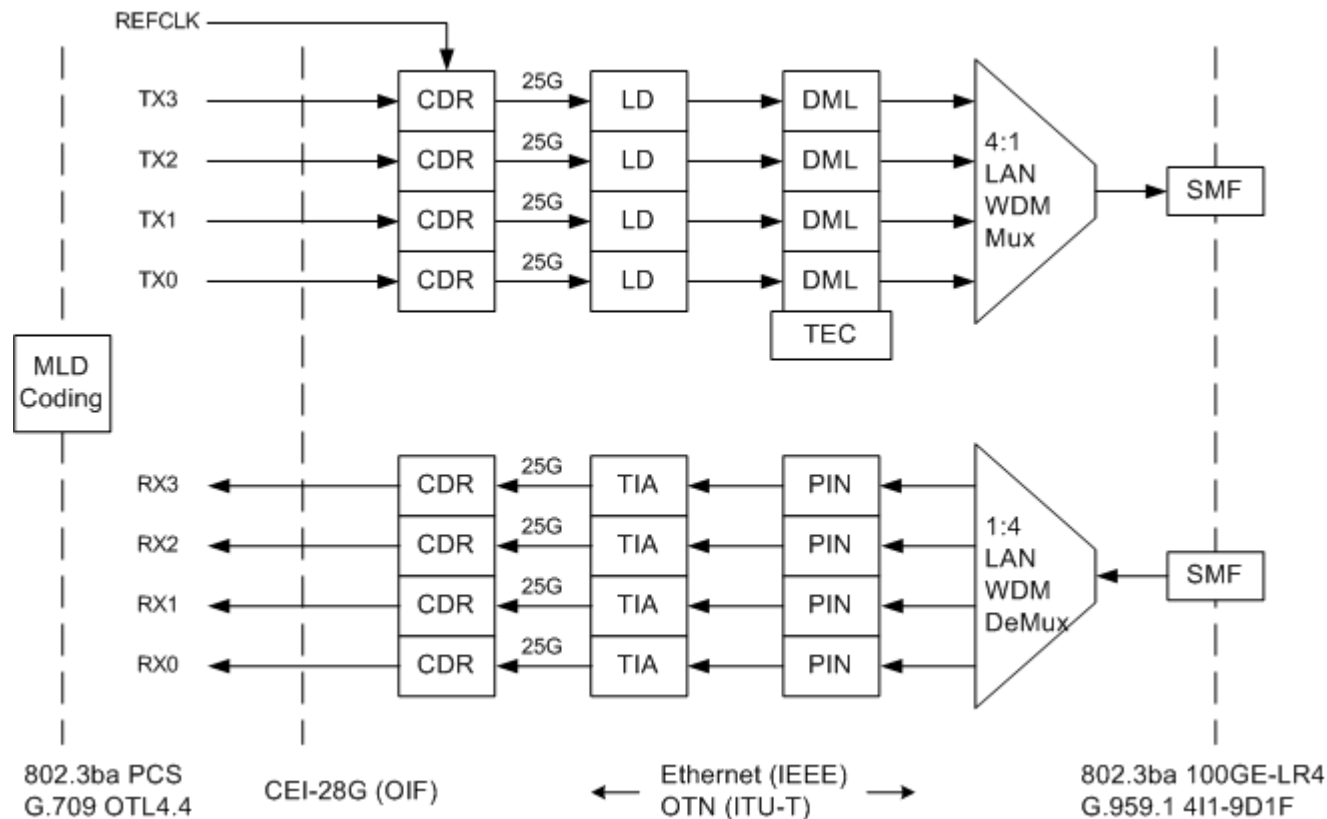 REFCLK
TX3
CDR
25G
LD
DML
TX2
CDR
25G
LD
DML
TX1
CDR
25G
LD
DML
TX0
CDR
25G
LD
DML
TEC
4:1
LAN
WDM
Mux
SMF
MLD
Coding
RX3
CDR
25G
TIA
PIN
RX2
CDR
25G
TIA
PIN
RX1
CDR
25G
TIA
PIN
RX0
CDR
25G
TIA
PIN
1:4
LAN
WDM
DeMux
SMF
802.3ba PCS
G.709 OTL4.4
CEI-28G (OIF)
Ethernet (IEEE)
OTN (ITU-T)
802.3ba 100GE-LR4
G.959.1 4I1-9D1F